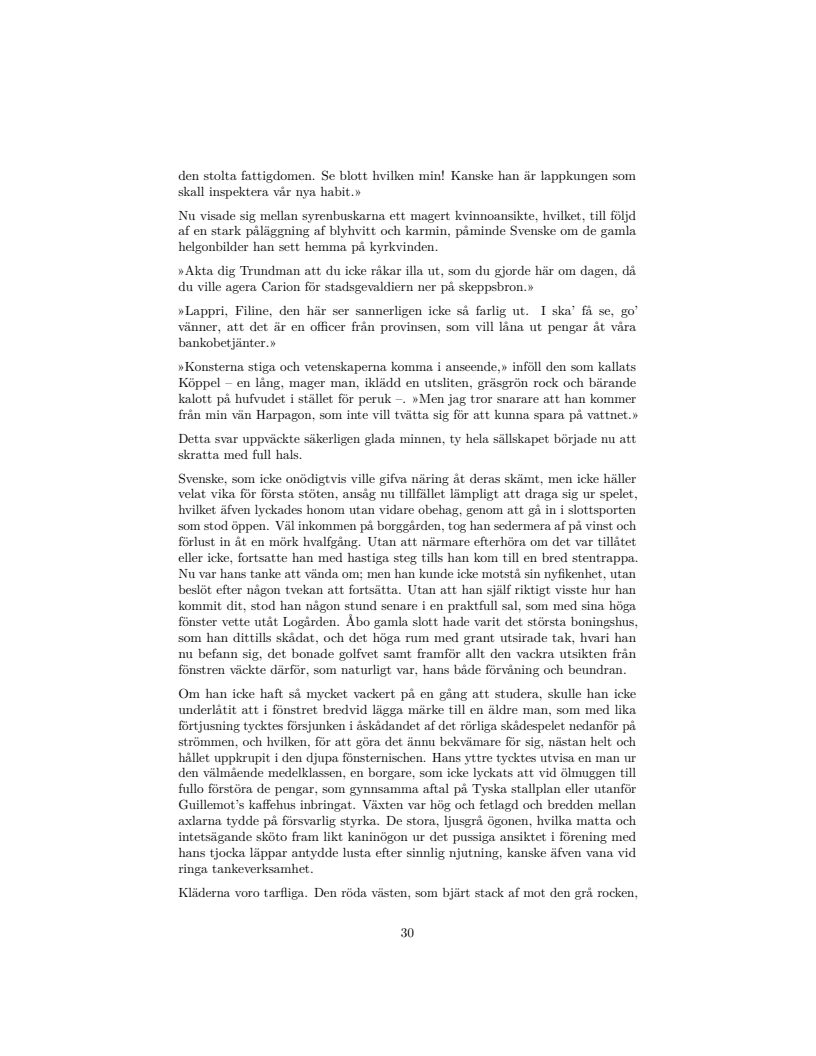 den stolta fattigdomen. Se blott hvilken min! Kanske han är lappkungen som
skall inspektera vår nya habit.»
Nu visade sig mellan syrenbuskarna ett magert kvinnoansikte, hvilket, till följd
af en stark påläggning af blyhvitt och karmin, påminde Svenske om de gamla
helgonbilder han sett hemma på kyrkvinden.
»Akta dig Trundman att du icke råkar illa ut, som du gjorde här om dagen, då
du ville agera Carion för stadsgevaldiern ner på skeppsbron.»
»Lappri, Filine, den här ser sannerligen icke så farlig ut. I ska’ få se, go’
vänner, att det är en officer från provinsen, som vill låna ut pengar åt våra
bankobetjänter.»
»Konsterna stiga och vetenskaperna komma i anseende,» inföll den som kallats
Köppel – en lång, mager man, iklädd en utsliten, gräsgrön rock och bärande
kalott på hufvudet i stället för peruk –. »Men jag tror snarare att han kommer
från min vän Harpagon, som inte vill tvätta sig för att kunna spara på vattnet.»
Detta svar uppväckte säkerligen glada minnen, ty hela sällskapet började nu att
skratta med full hals.
Svenske, som icke onödigtvis ville gifva näring åt deras skämt, men icke häller
velat vika för första stöten, ansåg nu tillfället lämpligt att draga sig ur spelet,
hvilket äfven lyckades honom utan vidare obehag, genom att gå in i slottsporten
som stod öppen. Väl inkommen på borggården, tog han sedermera af på vinst och
förlust in åt en mörk hvalfgång. Utan att närmare efterhöra om det var tillåtet
eller icke, fortsatte han med hastiga steg tills han kom till en bred stentrappa.
Nu var hans tanke att vända om; men han kunde icke motstå sin nyfikenhet, utan
beslöt efter någon tvekan att fortsätta. Utan att han själf riktigt visste hur han
kommit dit, stod han någon stund senare i en praktfull sal, som med sina höga
fönster vette utåt Logården. Åbo gamla slott hade varit det största boningshus,
som han dittills skådat, och det höga rum med grant utsirade tak, hvari han
nu befann sig, det bonade golfvet samt framför allt den vackra utsikten från
fönstren väckte därför, som naturligt var, hans både förvåning och beundran.
Om han icke haft så mycket vackert på en gång att studera, skulle han icke
underlåtit att i fönstret bredvid lägga märke till en äldre man, som med lika
förtjusning tycktes försjunken i åskådandet af det rörliga skådespelet nedanför på
strömmen, och hvilken, för att göra det ännu bekvämare för sig, nästan helt och
hållet uppkrupit i den djupa fönsternischen. Hans yttre tycktes utvisa en man ur
den välmående medelklassen, en borgare, som icke lyckats att vid ölmuggen till
fullo förstöra de pengar, som gynnsamma aftal på Tyska stallplan eller utanför
Guillemot’s kaffehus inbringat. Växten var hög och fetlagd och bredden mellan
axlarna tydde på försvarlig styrka. De stora, ljusgrå ögonen, hvilka matta och
intetsägande sköto fram likt kaninögon ur det pussiga ansiktet i förening med
hans tjocka läppar antydde lusta efter sinnlig njutning, kanske äfven vana vid
ringa tankeverksamhet.
Kläderna voro tarfliga. Den röda västen, som bjärt stack af mot den grå rocken,
30